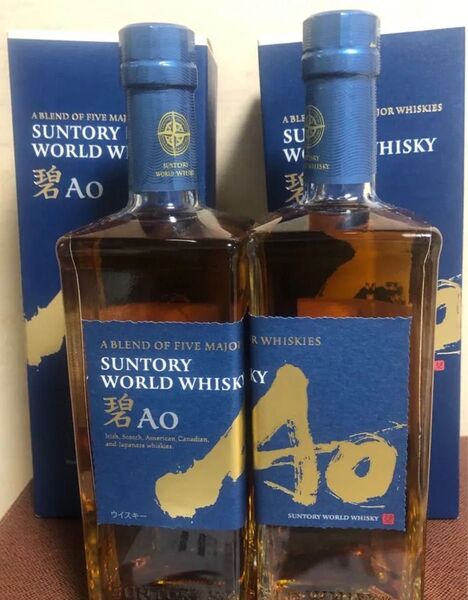 A BLEND OF FIVE MAJOR WHISKIES
SUNTORY
WORLD WHISKY
碧 AO
SUNTORY
WORLD WHISKY
SUNTORY
WORLD WHISKY
A BLEND OF FIVE MAJOR WHISKIES
SUNTORY
WORLD WHISKY
碧 AO
Irish, Scotch, American, Canadian,
and Japanese whiskies.
ウイスキー
Ao
SUNTORY WORLD WHISKY